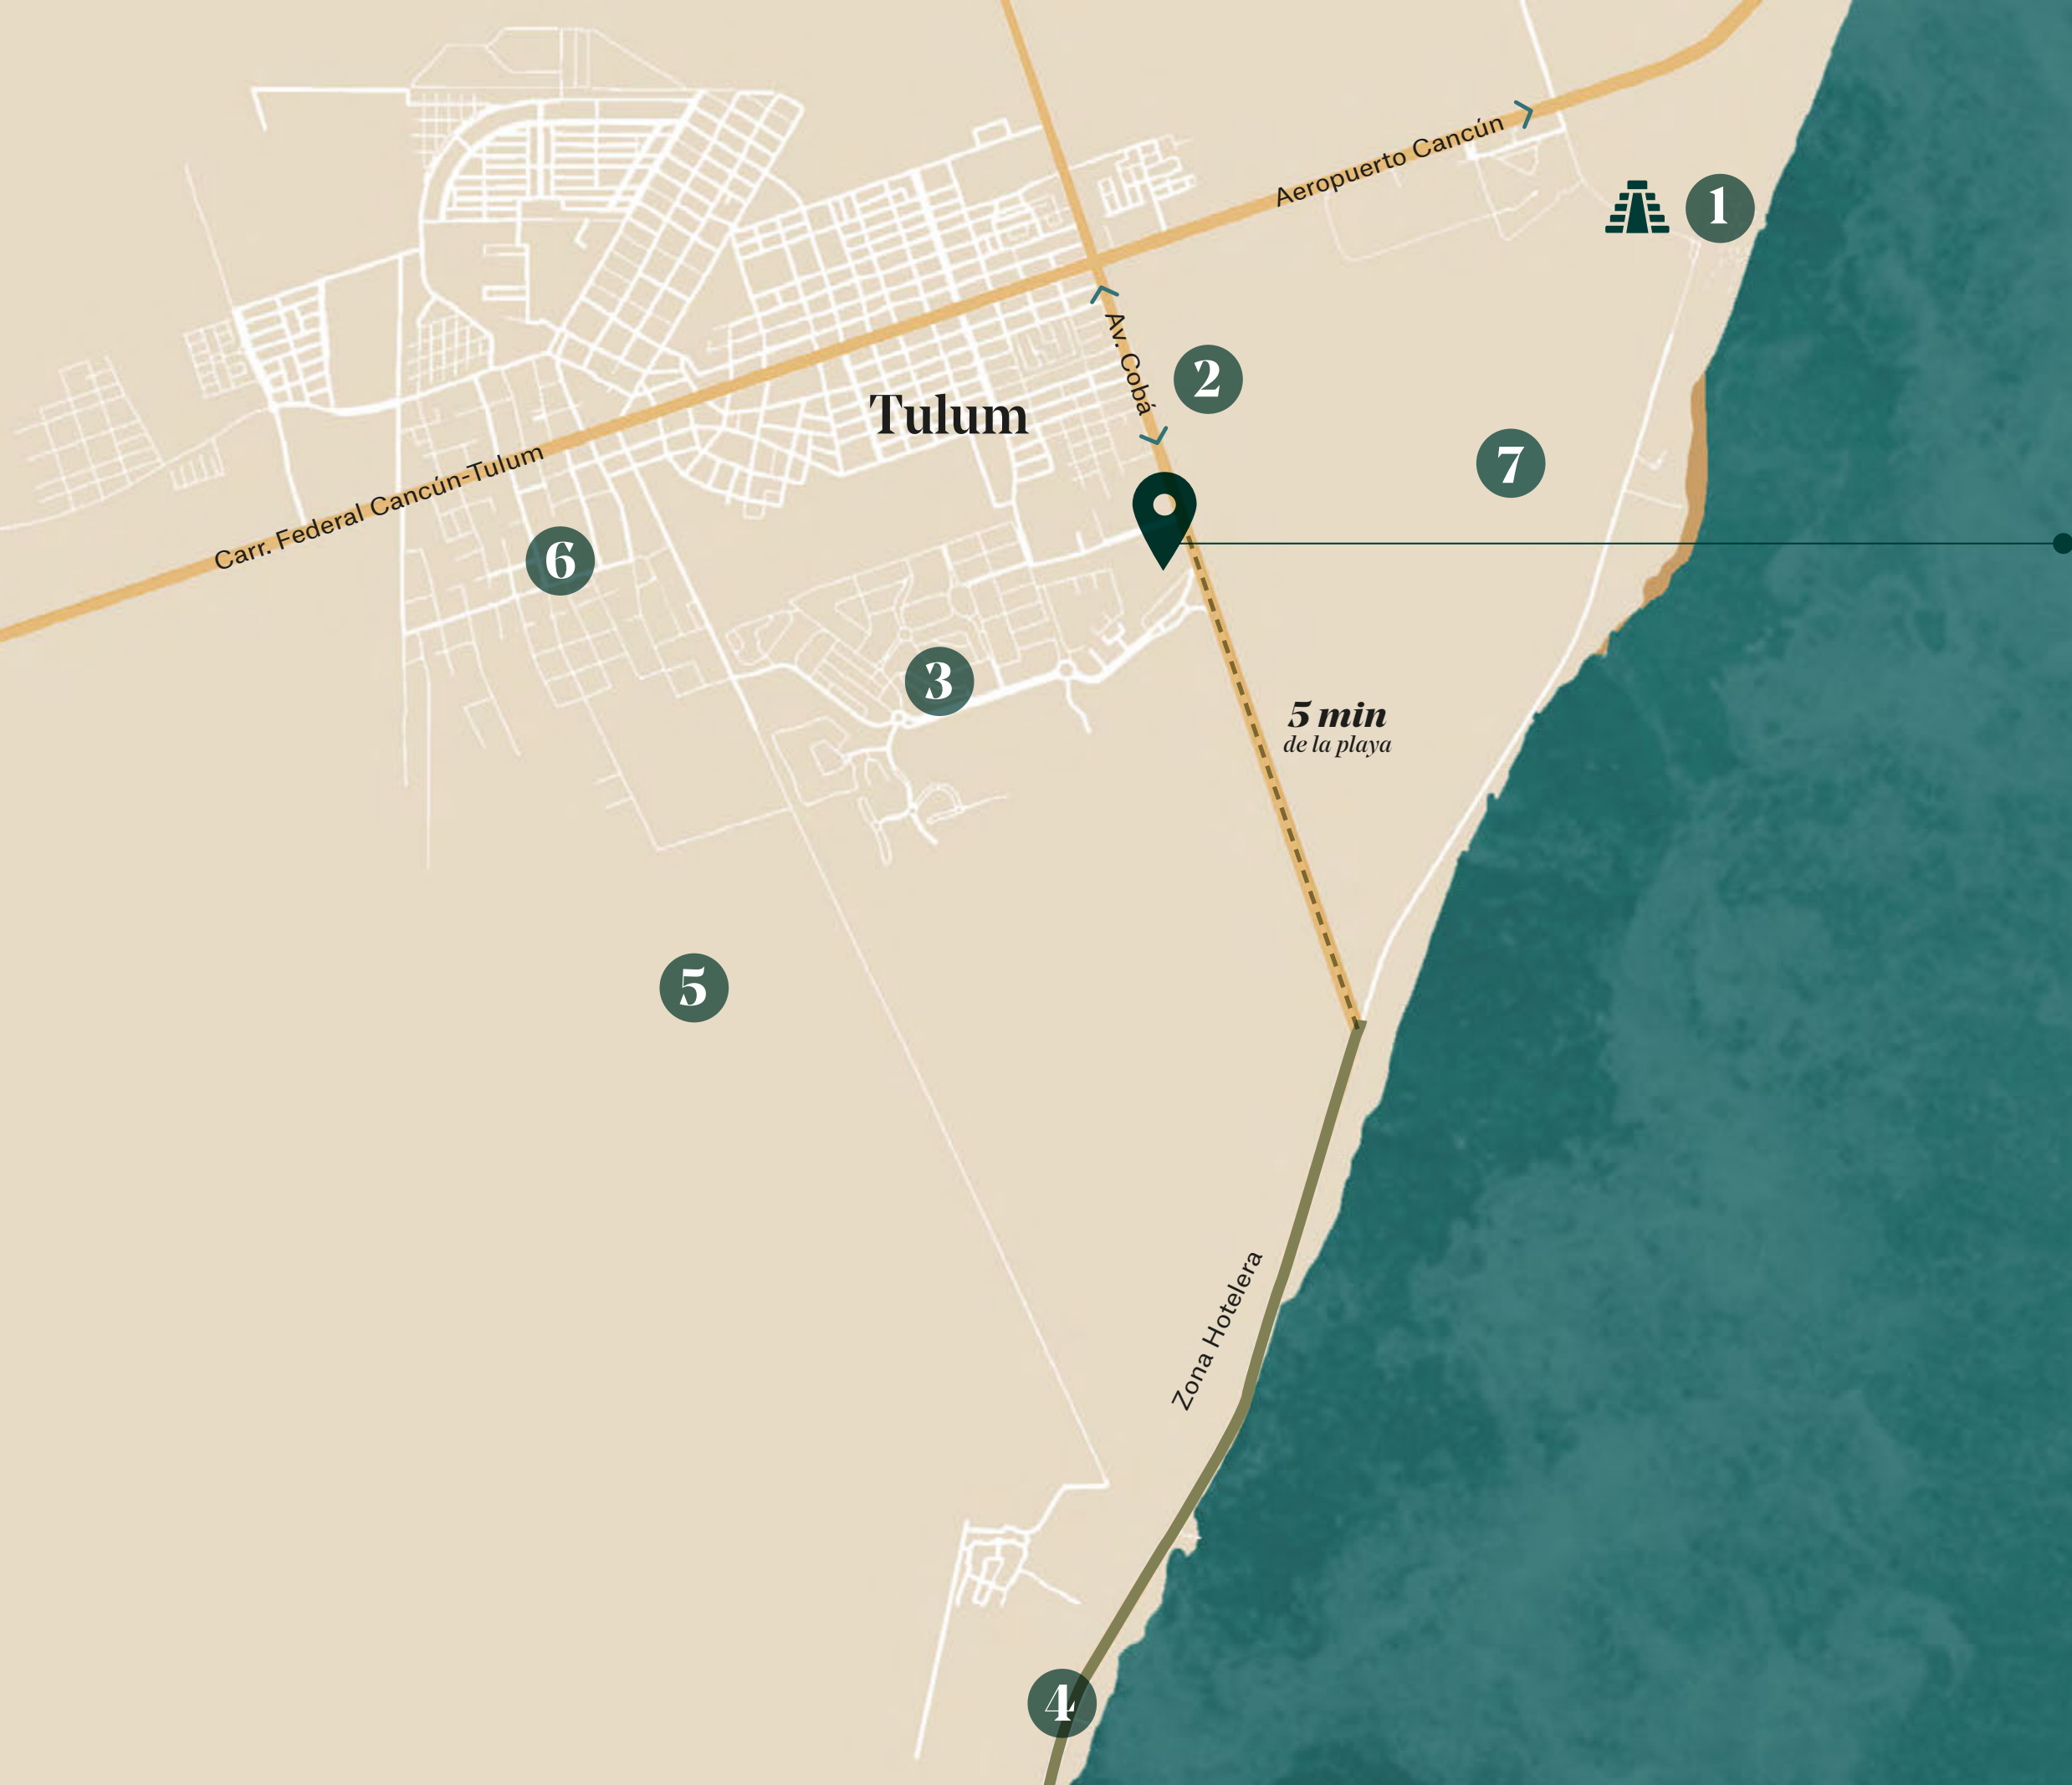 Aeropuerto Cancún
1
Av. Cobá
2
Tulum
7
Carr. Federal Cancún-Tulum
6
3
5 min
de la playa
5
Zona Hotelera
4